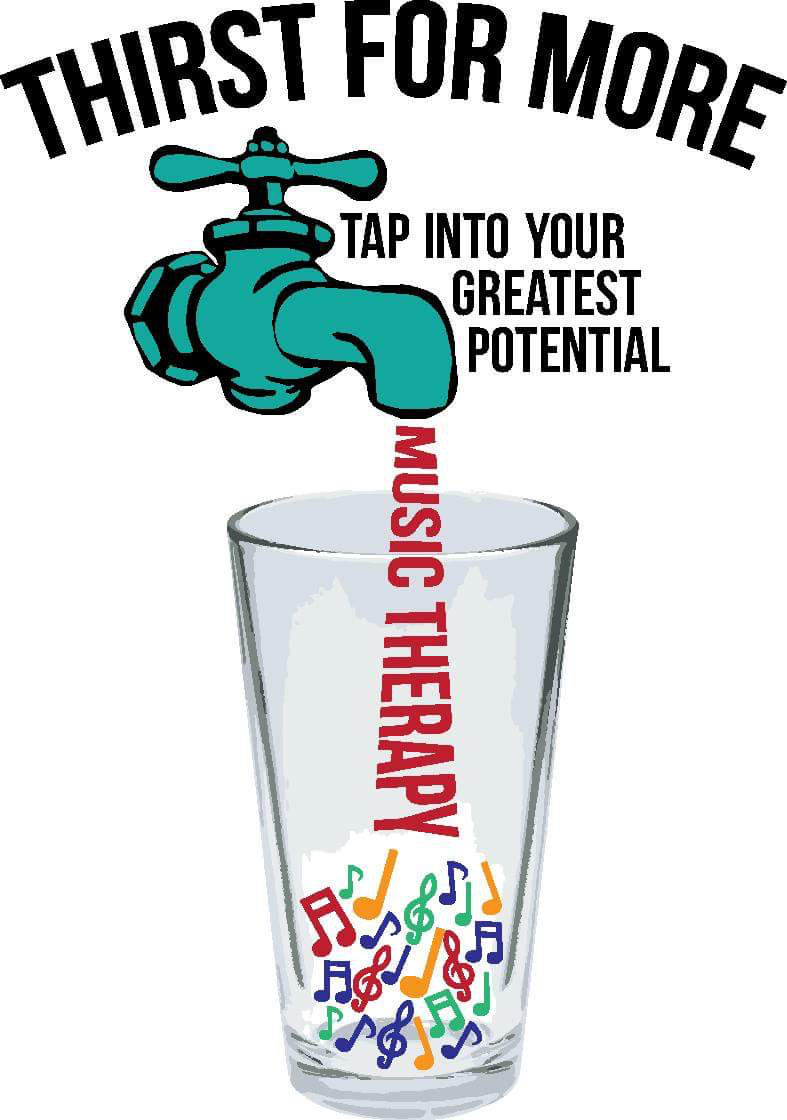 THIRST FOR MORE
TAP INTO YOUR
GREATEST
POTENTIAL
MUSIC THERAPY